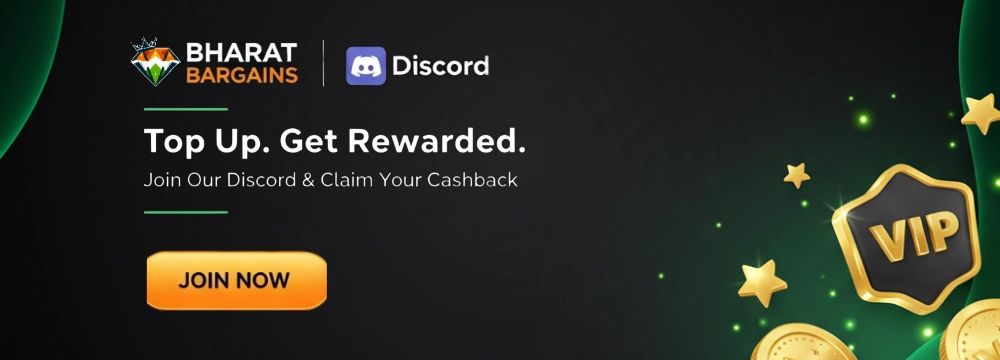 BHARAT
BARGAINS
Discord
Top Up. Get Rewarded.
Join Our Discord & Claim Your Cashback
JOIN NOW
VIP